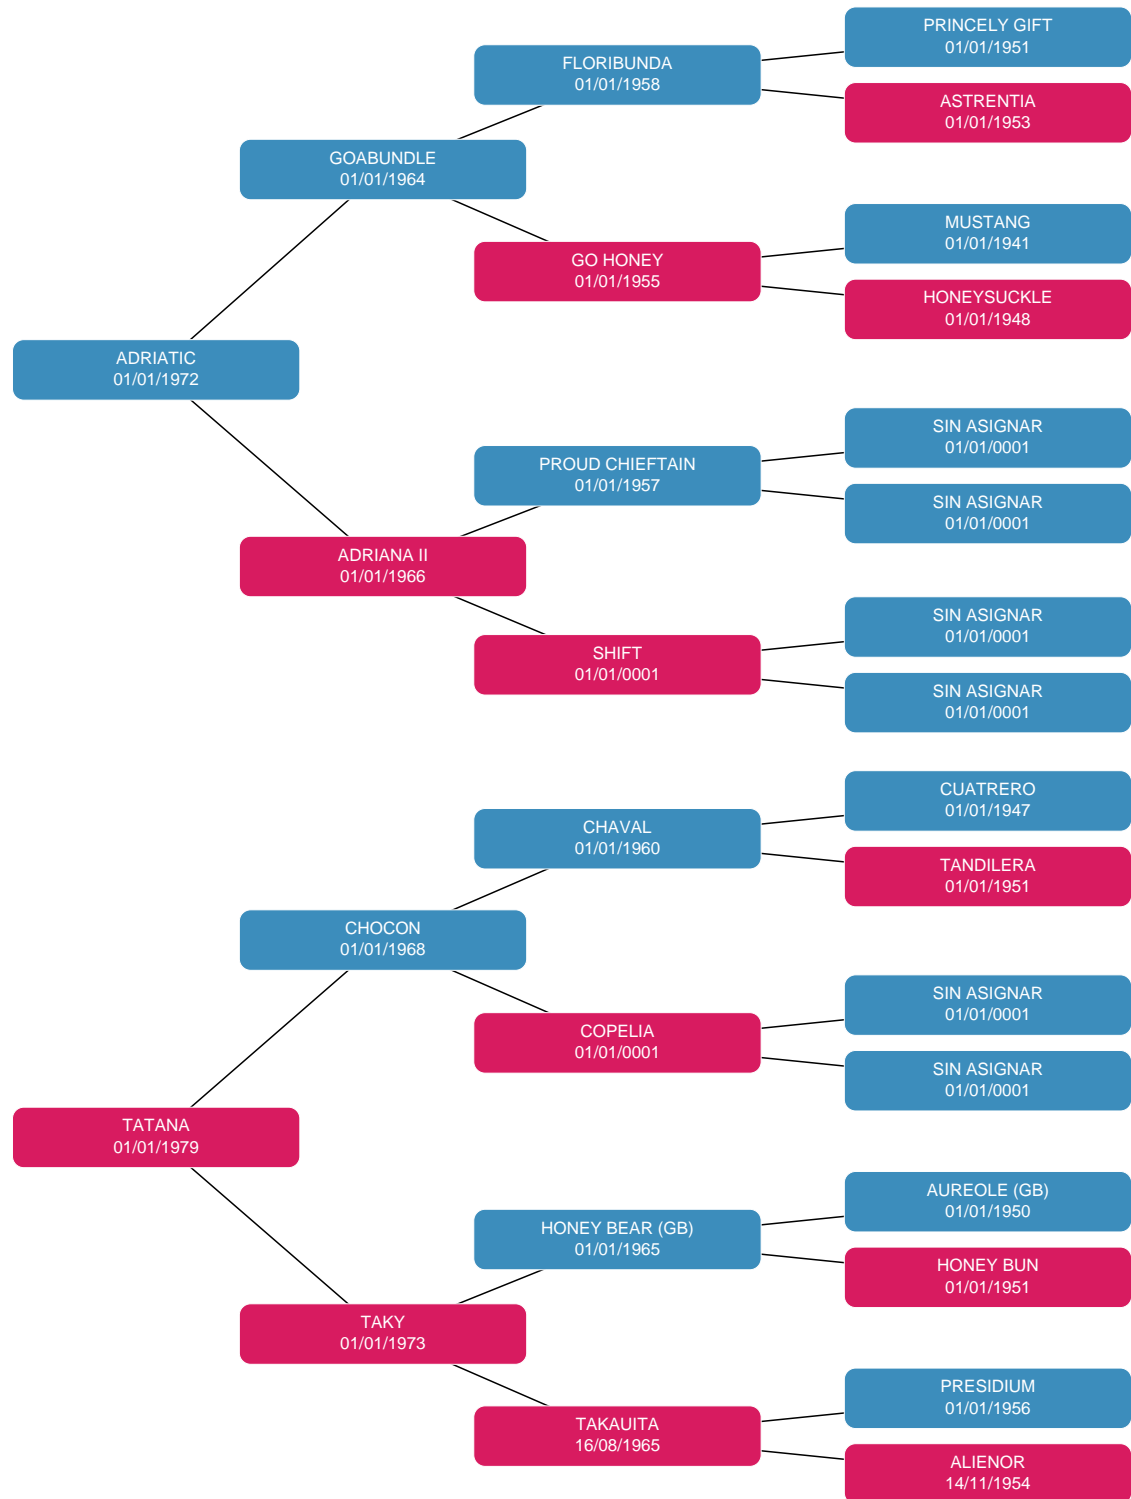 PRINCELY GIFT
01/01/1951
FLORIBUNDA
01/01/1958
ASTRENTIA
01/01/1953
GOABUNDLE
01/01/1964
MUSTANG
01/01/1941
GO HONEY
01/01/1955
HONEYSUCKLE
01/01/1948
ADRIATIC
01/01/1972
SIN ASIGNAR
01/01/0001
PROUD CHIEFTAIN
01/01/1957
SIN ASIGNAR
01/01/0001
ADRIANA II
01/01/1966
SIN ASIGNAR
01/01/0001
SHIFT
01/01/0001
SIN ASIGNAR
01/01/0001
CUATRERO
01/01/1947
CHAVAL
01/01/1960
TANDILERA
01/01/1951
CHOCON
01/01/1968
SIN ASIGNAR
01/01/0001
COPELIA
01/01/0001
SIN ASIGNAR
01/01/0001
TATANA
01/01/1979
AUREOLE (GB)
01/01/1950
HONEY BEAR (GB)
01/01/1965
HONEY BUN
01/01/1951
TAKY
01/01/1973
PRESIDIUM
01/01/1956
TAKAUITA
16/08/1965
ALIENOR
14/11/1954